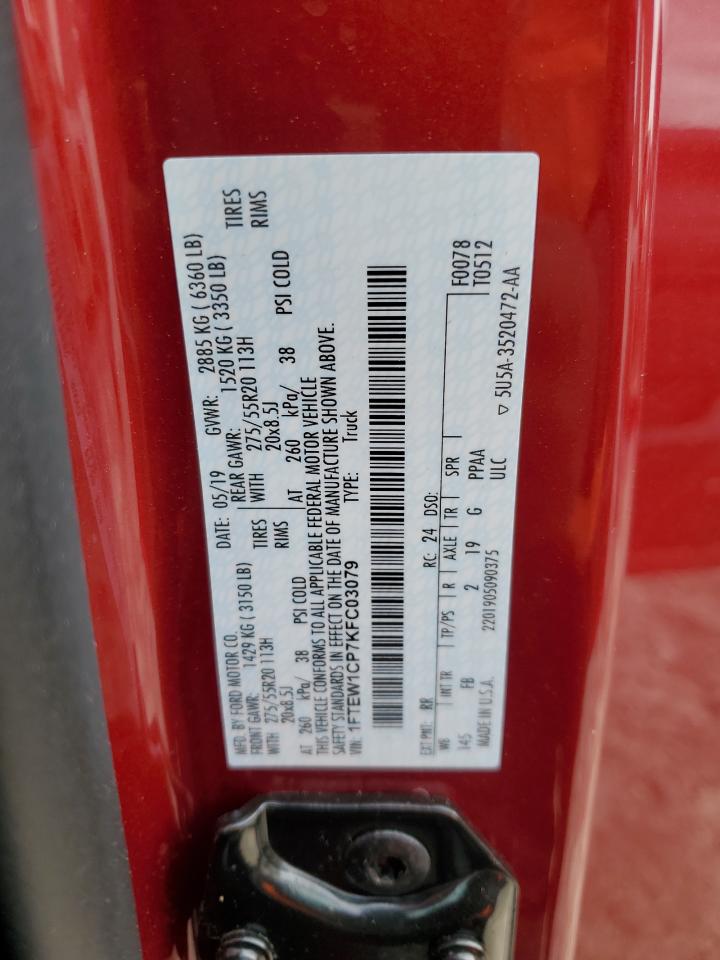 MFD. BY FORD MOTOR CO.
DATE: 05/19 GVWR: 2885 KG ( 6360 LB)
FRONT GAWR: 1429 KG ( 3150 LB) REAR GAWR: 1520 KG ( 3350 LB)
WITH 275/55R20 113H TIRES WITH 275/55R20 113H TIRES
20x8.5J RIMS 20x8.5J RIMS
AT 260 kPa/ 38 PSI COLD AT 260 kPa/ 38 PSI COLD
THIS VEHICLE CONFORMS TO ALL APPLICABLE FEDERAL MOTOR VEHICLE
SAFETY STANDARDS IN EFFECT ON THE DATE OF MANUFACTURE SHOWN ABOVE.
VIN: 1FTEW1CP7KFC03079 TYPE: Truck
EXT PNT: RR RC: 24 DSO: F0078
WB INT TR TP/PS R AXLE TR SPR T0512
145 FB 2 19 G PPAA
MADE IN U.S.A. 2201905090375 ULC ▽ 5U5A-3520472-AA